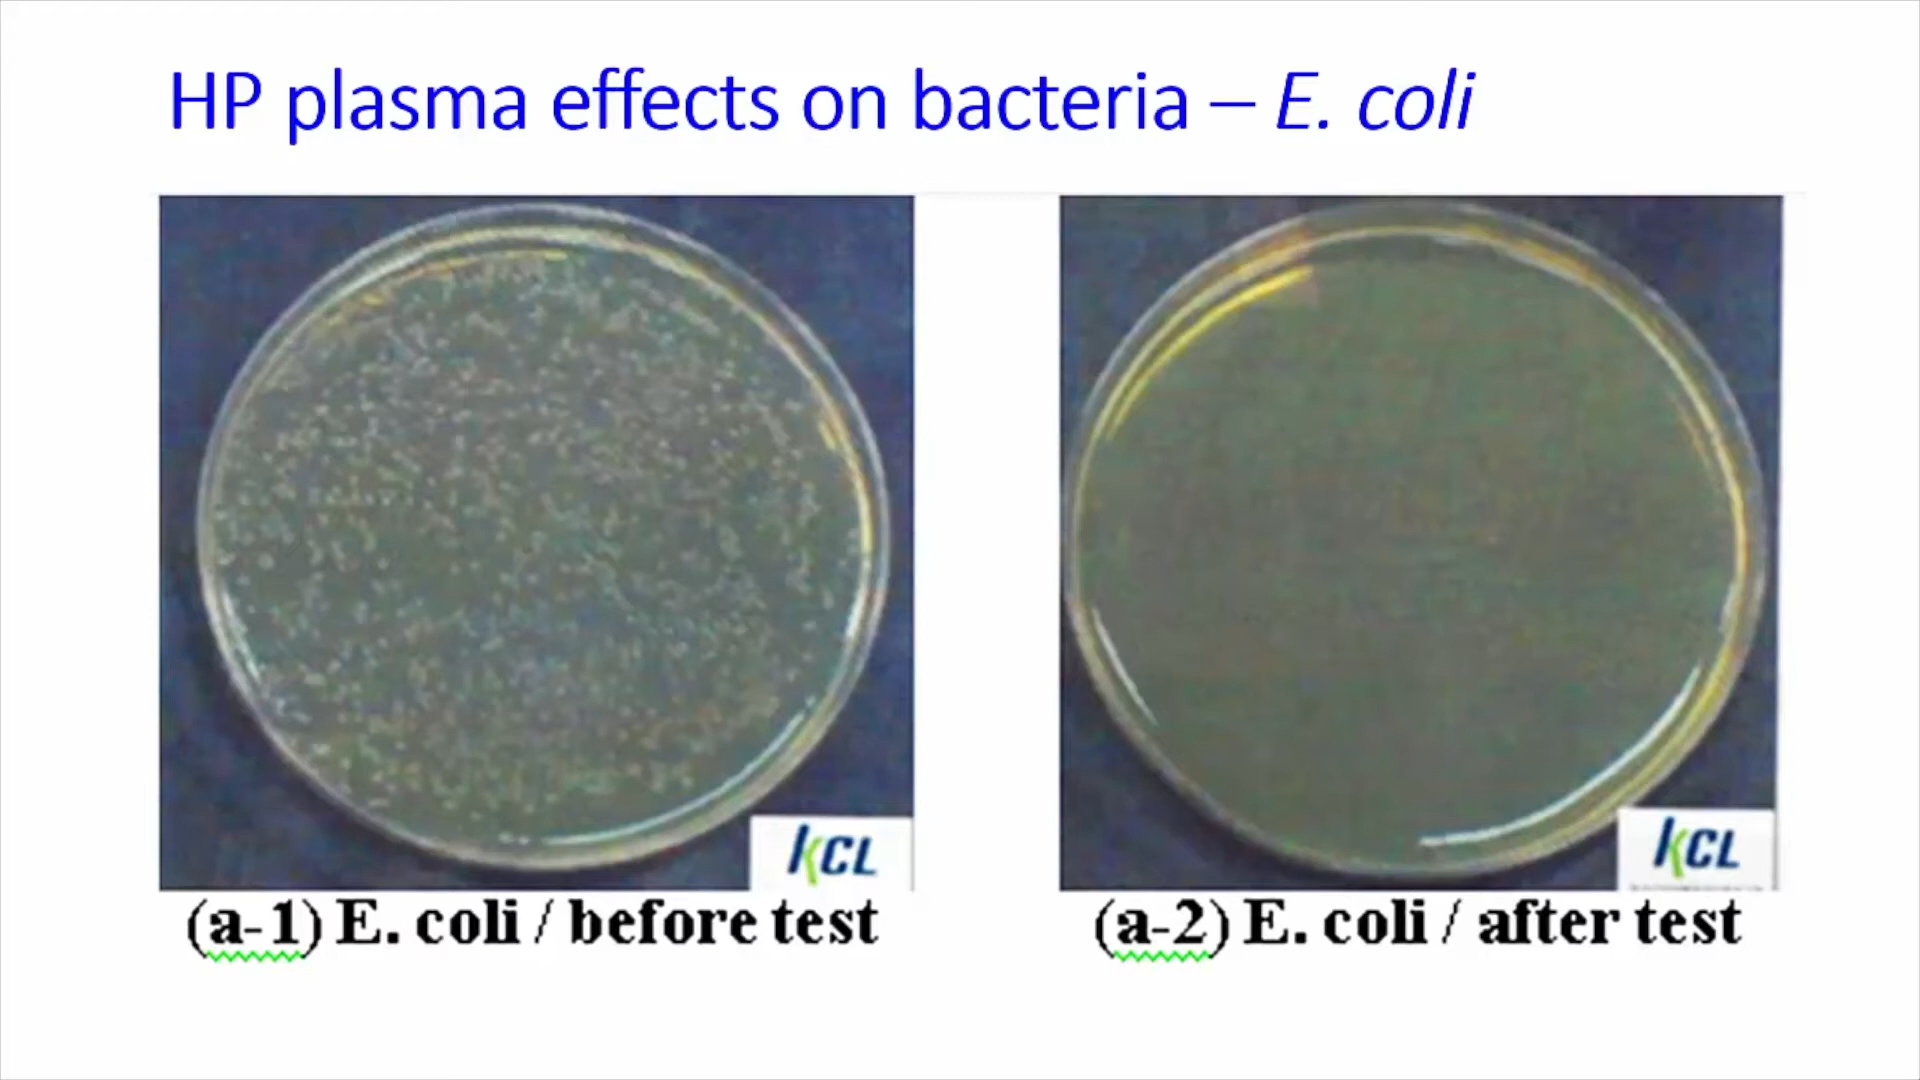 HP plasma effects on bacteria – E. coli
KCL
KCL
(a-1) E. coli / before test
(a-2) E. coli / after test